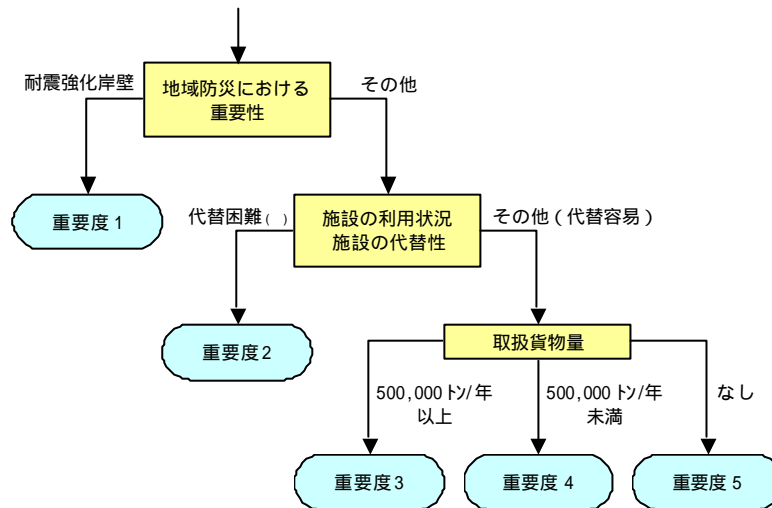 耐震強化岸壁
地域防災における
重要性
その他
重要度1
代替困難( )
施設の利用状況
施設の代替性
その他(代替容易)
重要度2
取扱貨物量
500,000トン/年
以上
500,000トン/年
未満
なし
重要度3
重要度4
重要度5